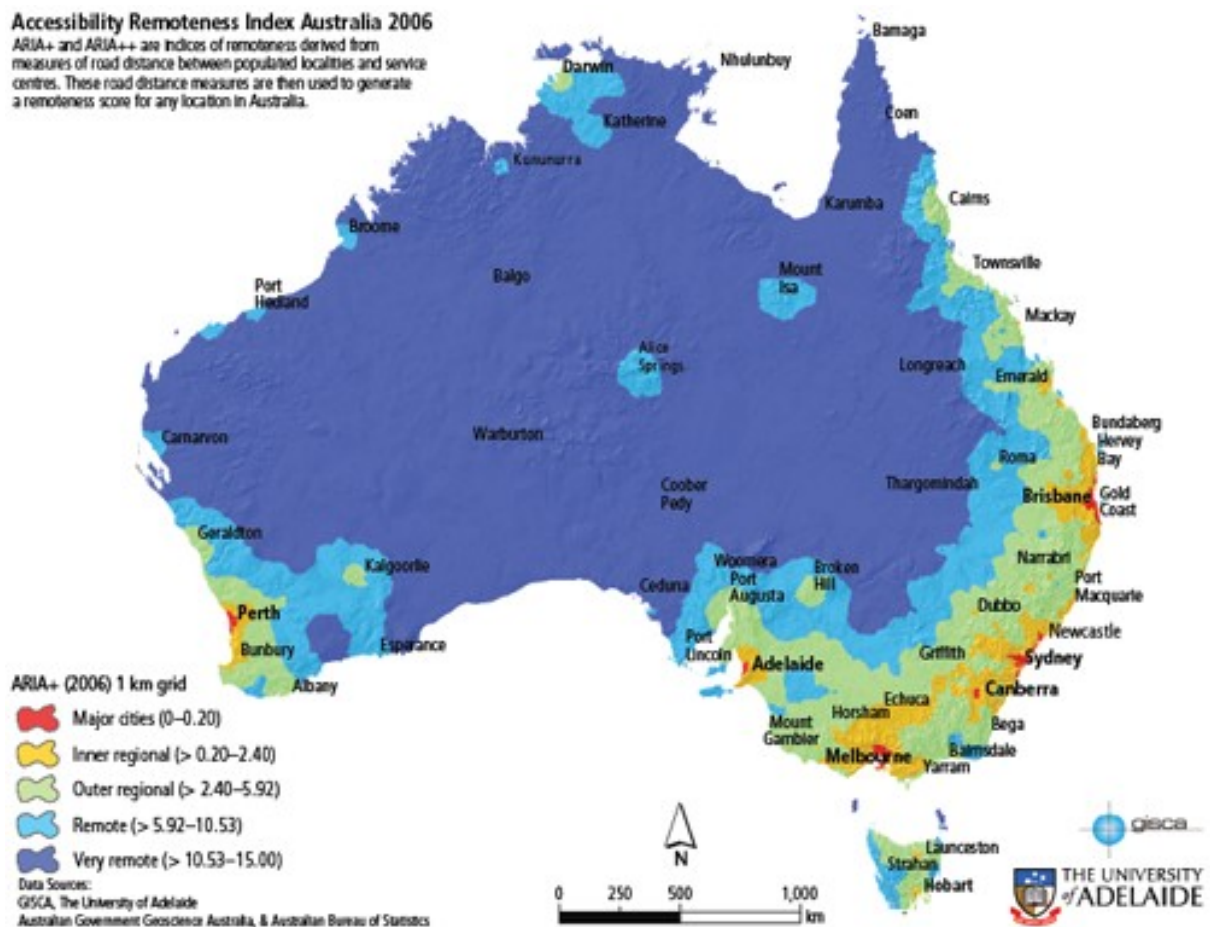 Accessibility Remoteness Index Australia 2006
ARIA+ and ARIA++ are indices of remoteness derived from
measures of road distance between populated localities and service
centres. These road distance measures are then used to generate
a remoteness score for any location in Australia.
Bamaga
Nhulunbuy
Darwin
Coen
Katherine
Kununurra
Cairns
Karumba
Broome
Townsville
Mount
Isa
Balgo
Port
Hedland
Mackay
Alice
Springs
Longreach
Emerald
Bundaberg
Hervey
Bay
Warburton
Carnarvon
Roma
Thargomindah
Coober
Pedy
Brisbane
Gold
Coast
Geraldton
Narrabri
Kalgoorlie
Woomera
Broken
Hill
Ceduna
Port
Augusta
Port
Macquarie
Dubbo
Perth
Newcastle
Esperance
Bunbury
Port
Lincoln
Griffith
Sydney
Adelaide
Albany
Canberra
Echuca
Horsham
Mount
Gambier
Bega
Bairnsdale
Melbourne
Yarram
Launceston
Strahan
Hobart
ARIA+ (2006) 1 km grid
Major cities (0–0.20)
Inner regional (> 0.20–2.40)
Outer regional (> 2.40–5.92)
Remote (> 5.92–10.53)
Very remote (> 10.53–15.00)
Data Sources:
GISCA, The University of Adelaide
Australian Government Geoscience Australia, & Australian Bureau of Statistics
N
0 250 500 1,000
km
gisca
THE UNIVERSITY
of ADELAIDE